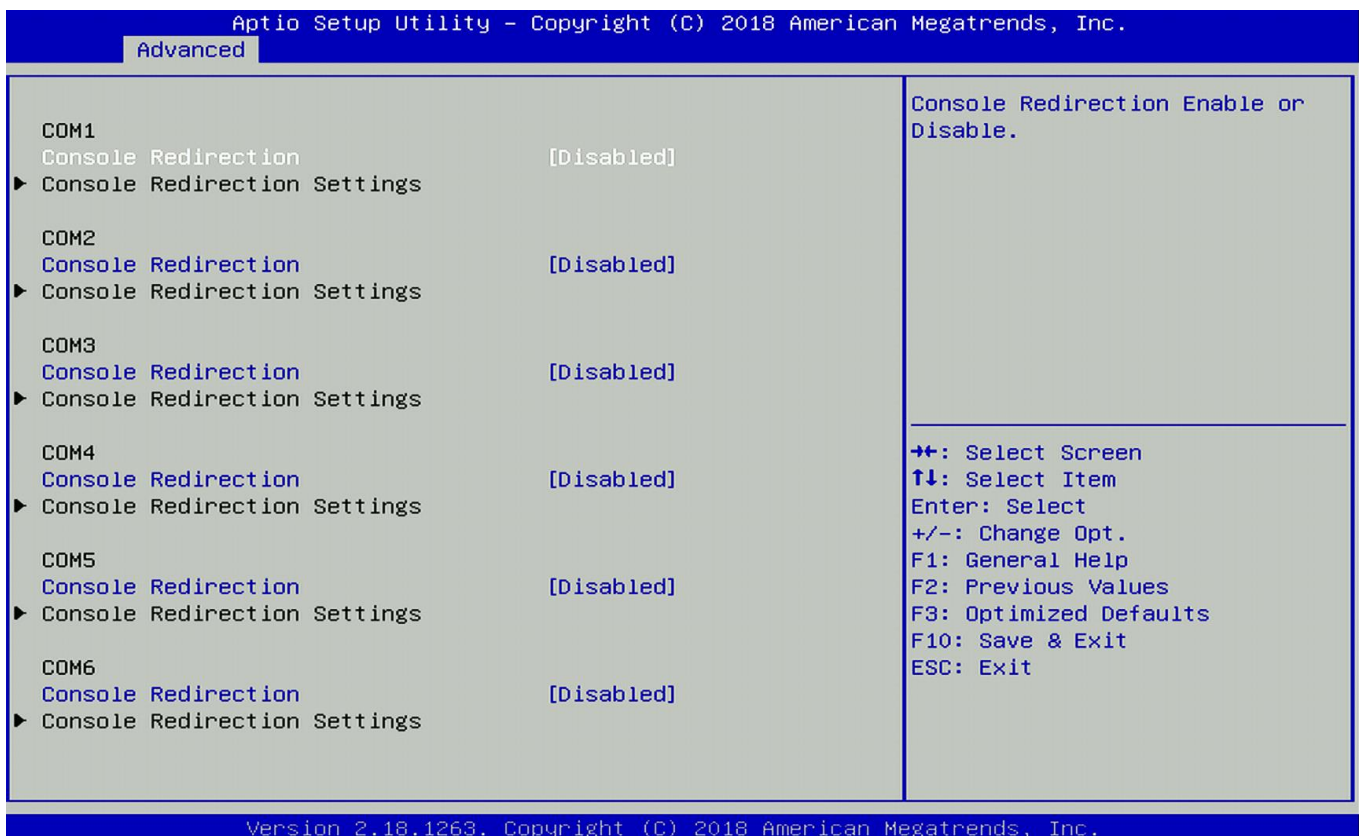 Aptio Setup Utility – Copyright (C) 2018 American Megatrends, Inc.
Advanced
COM1
Console Redirection [Disabled]
► Console Redirection Settings
COM2
Console Redirection [Disabled]
► Console Redirection Settings
COM3
Console Redirection [Disabled]
► Console Redirection Settings
COM4
Console Redirection [Disabled]
► Console Redirection Settings
COM5
Console Redirection [Disabled]
► Console Redirection Settings
COM6
Console Redirection [Disabled]
► Console Redirection Settings
Console Redirection Enable or
Disable.
→←: Select Screen
↑↓: Select Item
Enter: Select
+/-: Change Opt.
F1: General Help
F2: Previous Values
F3: Optimized Defaults
F10: Save & Exit
ESC: Exit
Version 2.18.1263. Copyright (C) 2018 American Megatrends, Inc.